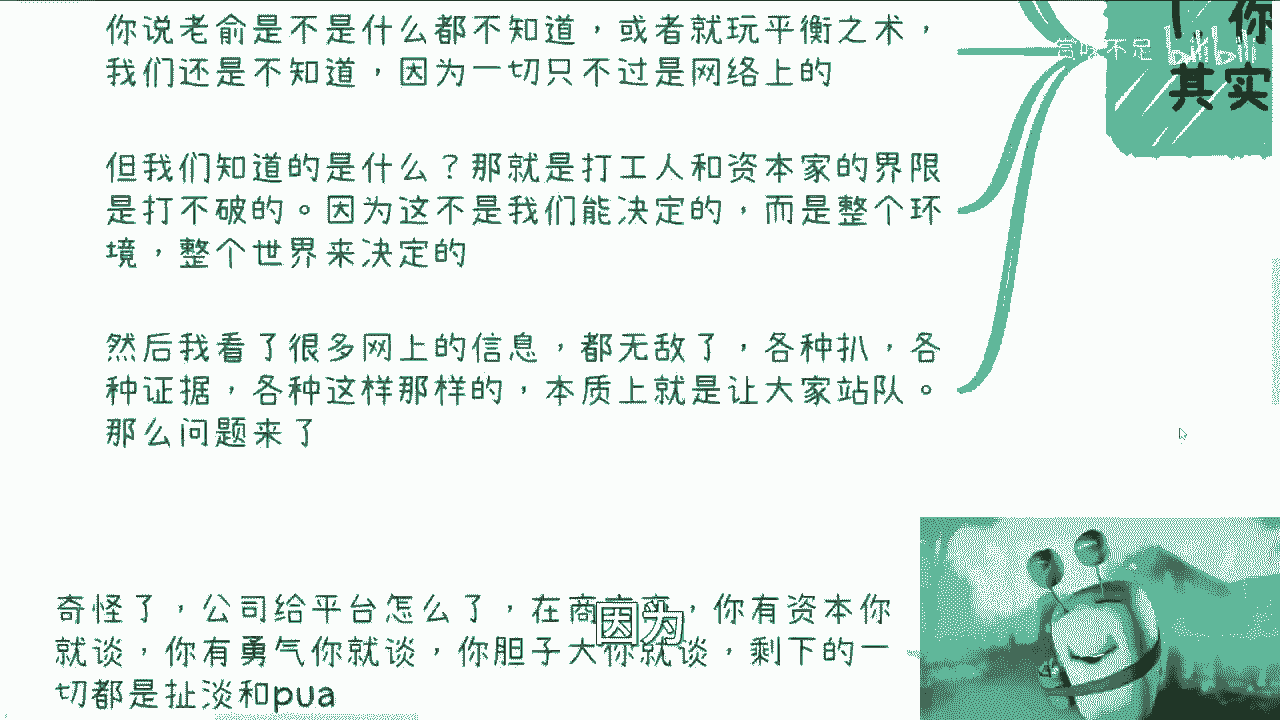 你说老俞是不是什么都不知道，或者就玩平衡之术，
我们还是不知道，因为一切只不过是网络上的
但我们知道的是什么？那就是打工人和资本家的界限
是打不破的。因为这不是我们能决定的，而是整个环
境，整个世界来决定的
然后我看了很多网上的信息，都无敌了，各种扒，各
种证据，各种这样那样的，本质上就是让大家站队。
那么问题来了
奇怪了，公司给平台怎么了，在商言商，你有资本你
就谈，你有勇气你就谈，你胆子大你就谈，剩下的一
切都是扯淡和pua
因为
，你
其实
不足 bilibili